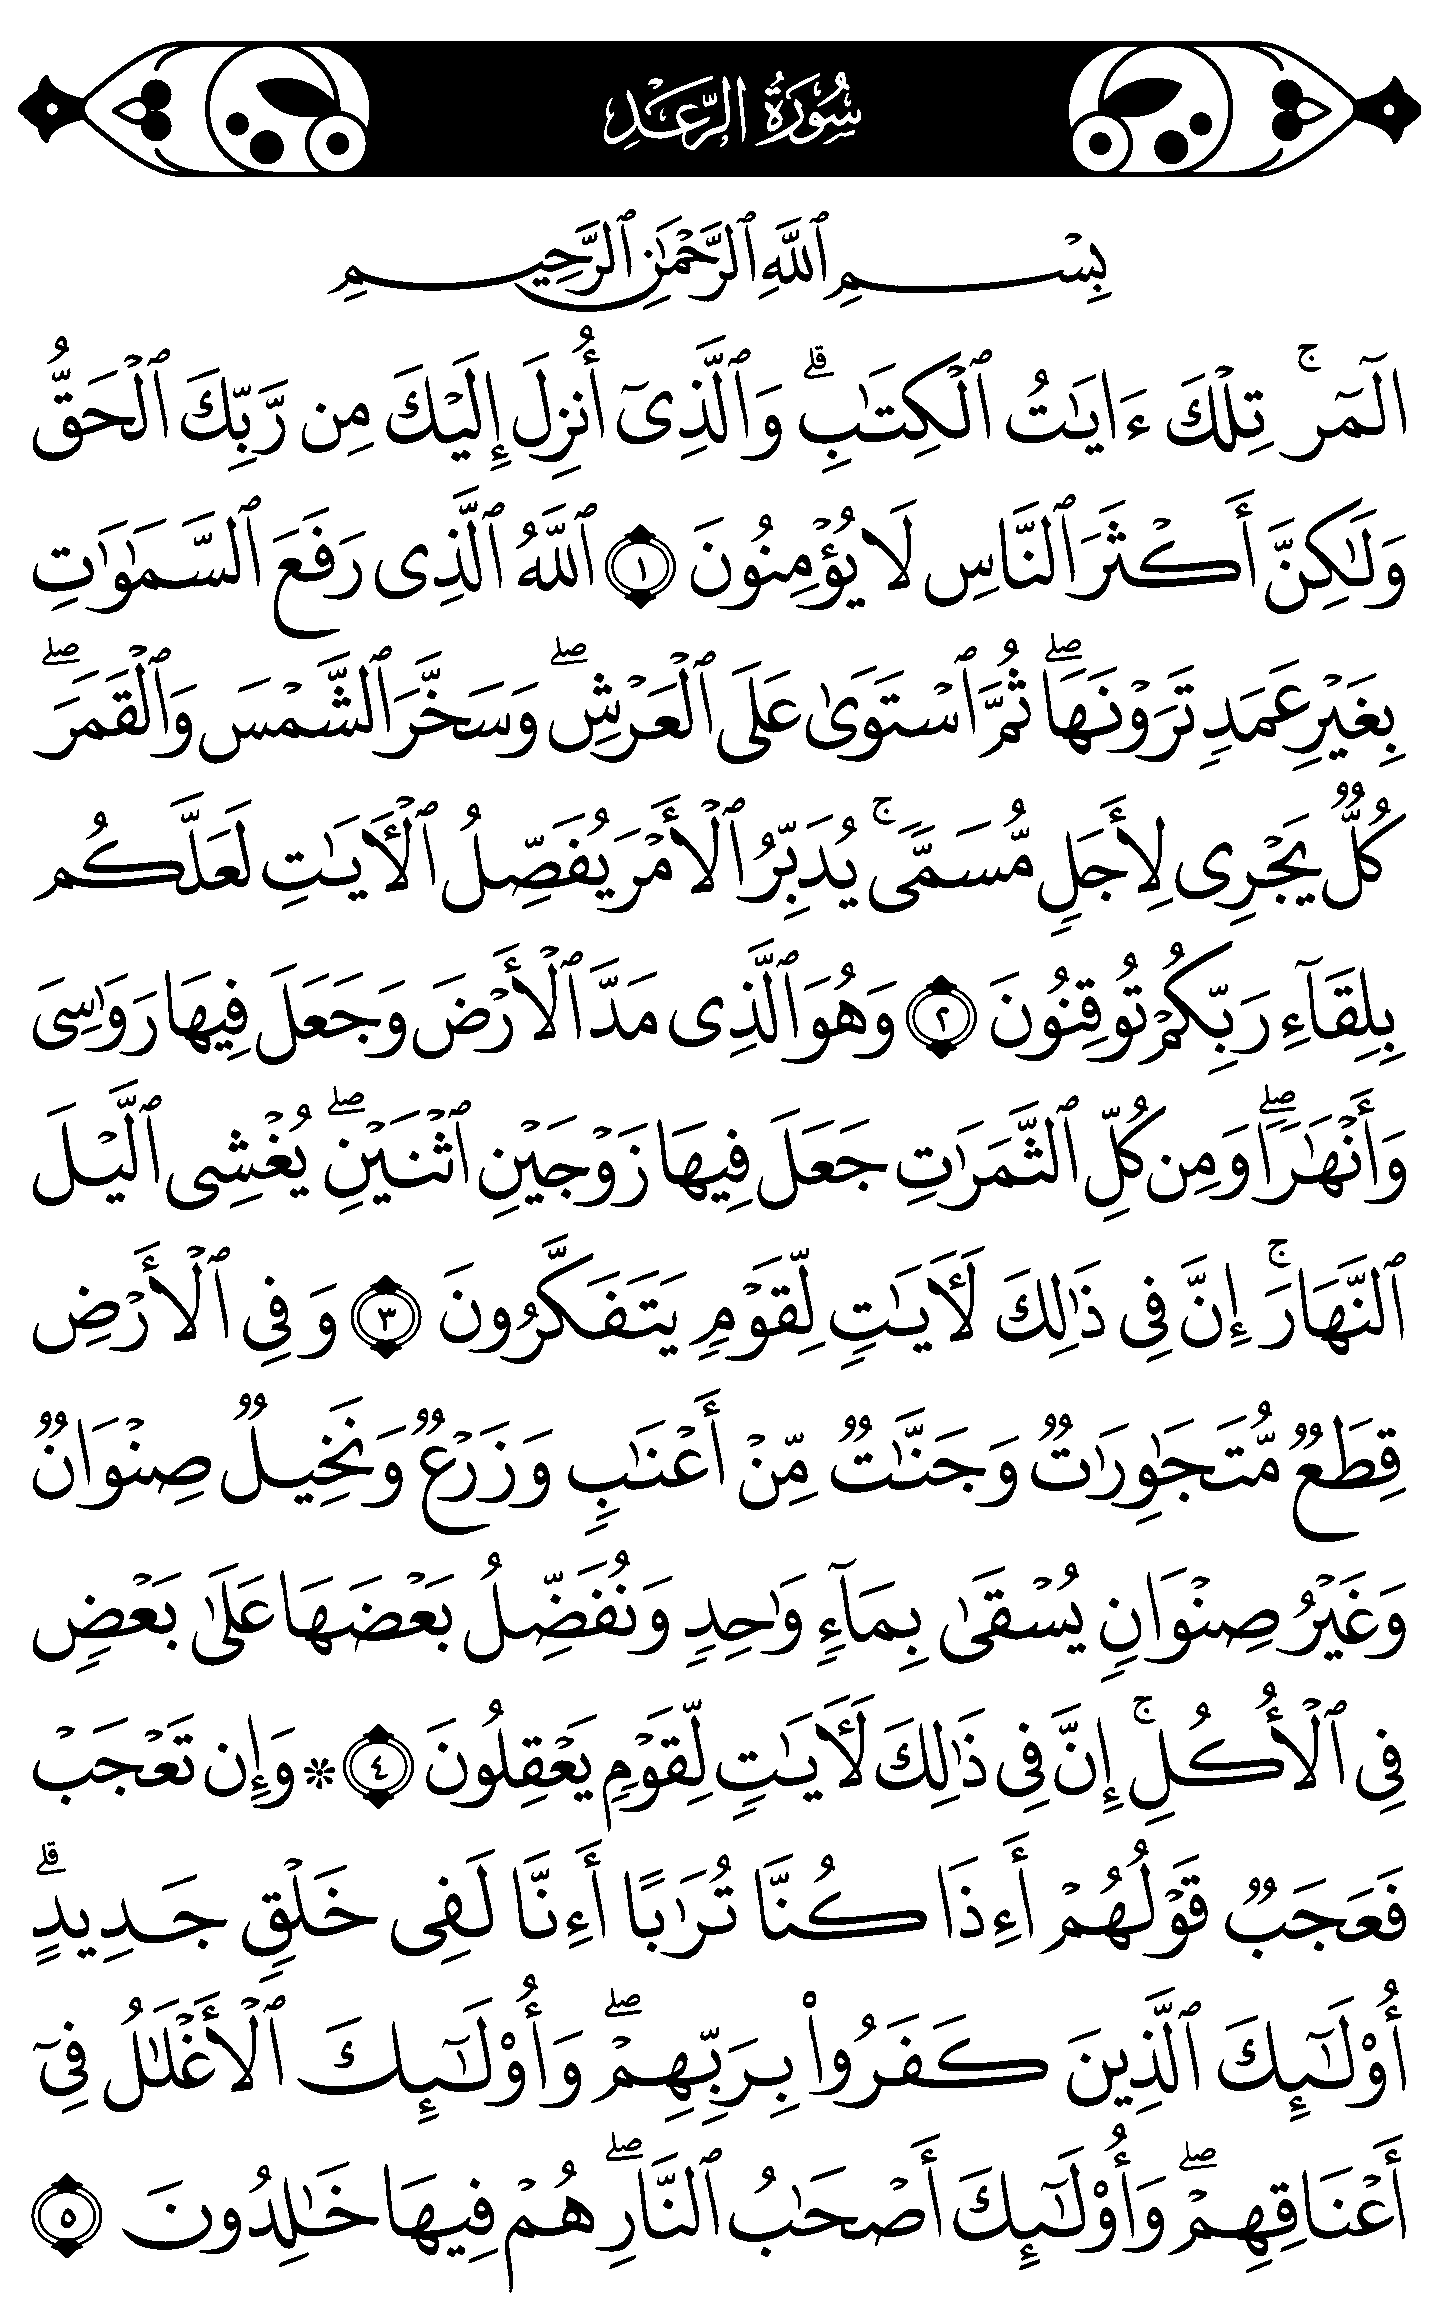 سُورَةُ الرَّعْدِ
بِسْمِ ٱللَّهِ ٱلرَّحْمَٰنِ ٱلرَّحِيمِ
الٓمٓرۚ تِلْكَ ءَايَٰتُ ٱلْكِتَٰبِۗ وَٱلَّذِىٓ أُنزِلَ إِلَيْكَ مِن رَّبِّكَ ٱلْحَقُّ
وَلَٰكِنَّ أَكْثَرَ ٱلنَّاسِ لَا يُؤْمِنُونَ ١ ٱللَّهُ ٱلَّذِى رَفَعَ ٱلسَّمَٰوَٰتِ
بِغَيْرِ عَمَدٍ تَرَوْنَهَاۖ ثُمَّ ٱسْتَوَىٰ عَلَى ٱلْعَرْشِۖ وَسَخَّرَ ٱلشَّمْسَ وَٱلْقَمَرَۖ
كُلٌّ يَجْرِى لِأَجَلٍ مُّسَمًّىۚ يُدَبِّرُ ٱلْأَمْرَ يُفَصِّلُ ٱلْءَايَٰتِ لَعَلَّكُم
بِلِقَآءِ رَبِّكُمْ تُوقِنُونَ ٢ وَهُوَ ٱلَّذِى مَدَّ ٱلْأَرْضَ وَجَعَلَ فِيهَا رَوَٰسِىَ
وَأَنْهَٰرًاۖ وَمِن كُلِّ ٱلثَّمَرَٰتِ جَعَلَ فِيهَا زَوْجَيْنِ ٱثْنَيْنِۖ يُغْشِى ٱلَّيْلَ
ٱلنَّهَارَۚ إِنَّ فِى ذَٰلِكَ لَءَايَٰتٍ لِّقَوْمٍ يَتَفَكَّرُونَ ٣ وَفِى ٱلْأَرْضِ
قِطَعٌ مُّتَجَٰوِرَٰتٌ وَجَنَّٰتٌ مِّنْ أَعْنَٰبٍ وَزَرْعٌ وَنَخِيلٌ صِنْوَانٌ
وَغَيْرُ صِنْوَانٍ يُسْقَىٰ بِمَآءٍ وَٰحِدٍ وَنُفَضِّلُ بَعْضَهَا عَلَىٰ بَعْضٍ
فِى ٱلْأُكُلِۚ إِنَّ فِى ذَٰلِكَ لَءَايَٰتٍ لِّقَوْمٍ يَعْقِلُونَ ٤ ۞ وَإِن تَعْجَبْ
فَعَجَبٌ قَوْلُهُمْ أَءِذَا كُنَّا تُرَٰبًا أَءِنَّا لَفِى خَلْقٍ جَدِيدٍۗ
أُو۟لَٰٓئِكَ ٱلَّذِينَ كَفَرُوا۟ بِرَبِّهِمْۖ وَأُو۟لَٰٓئِكَ ٱلْأَغْلَٰلُ فِىٓ
أَعْنَاقِهِمْۖ وَأُو۟لَٰٓئِكَ أَصْحَٰبُ ٱلنَّارِۖ هُمْ فِيهَا خَٰلِدُونَ ٥